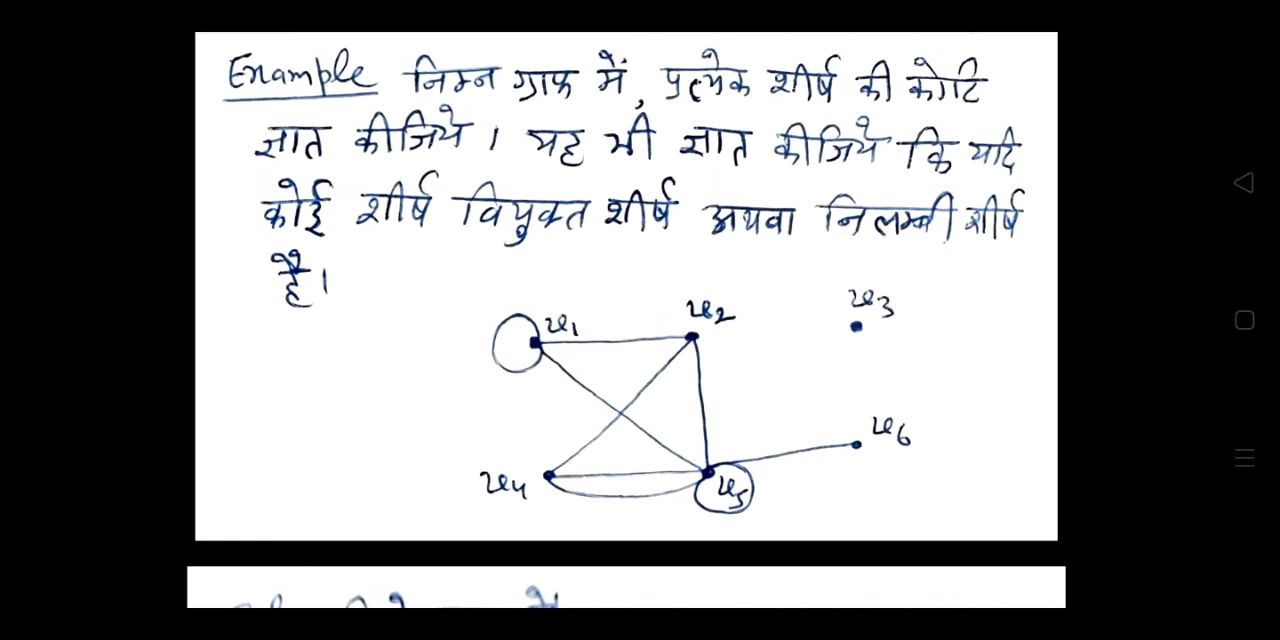 Example निम्न ग्राफ में, प्रत्येक शीर्ष की कोटि
ज्ञात कीजिये । यह भी ज्ञात कीजिये कि यदि
कोई शीर्ष वियुक्त शीर्ष अथवा निलम्बी शीर्ष
है।
v1
v2
v3
v6
v4
v5